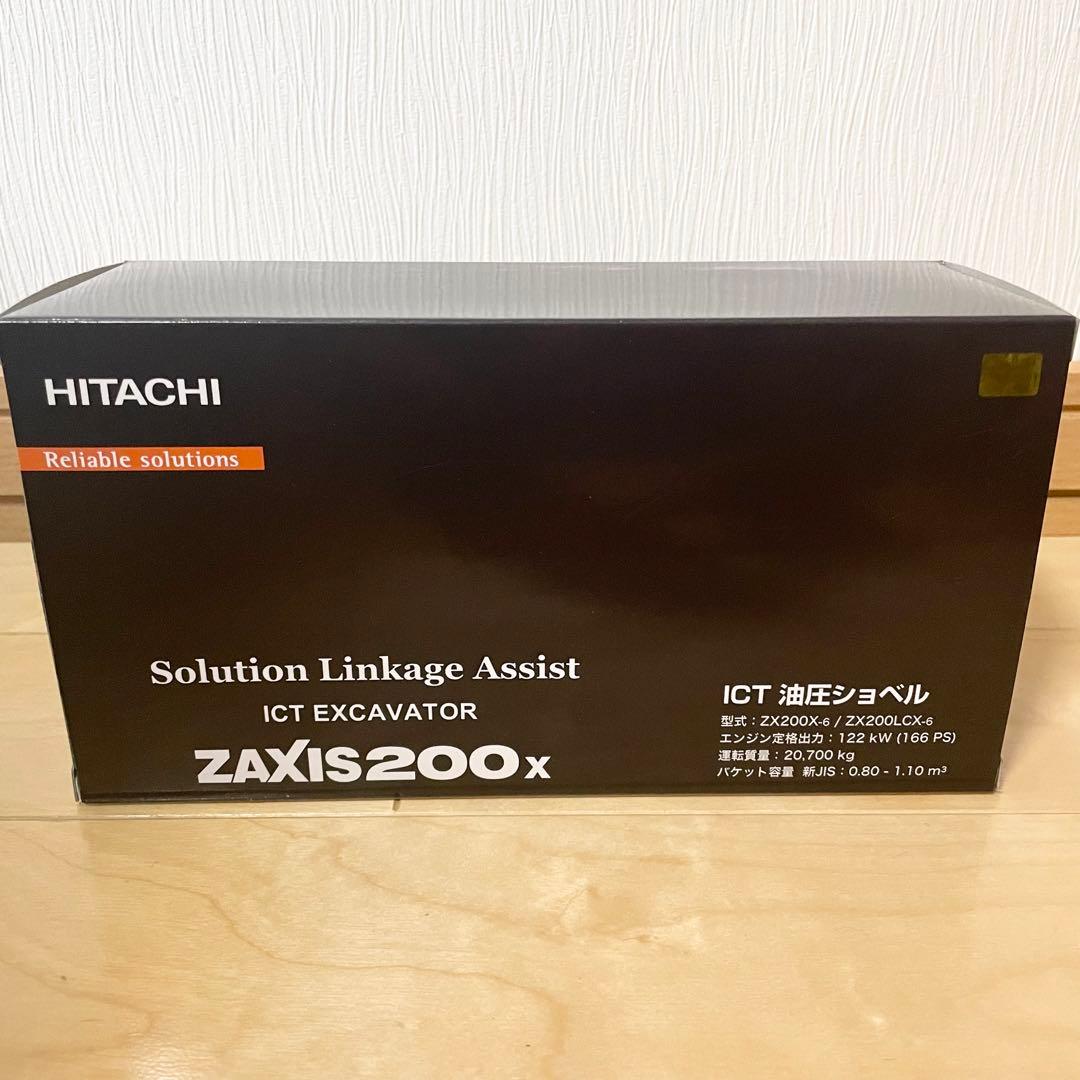 HITACHI
Reliable solutions
Solution Linkage Assist
ICT EXCAVATOR
ZAXIS200x
ICT 油圧ショベル
型式：ZX200X-6 / ZX200LCX-6
エンジン定格出力：122 kW (166 PS)
運転質量：20,700 kg
バケット容量 新JIS：0.80 - 1.10 m³